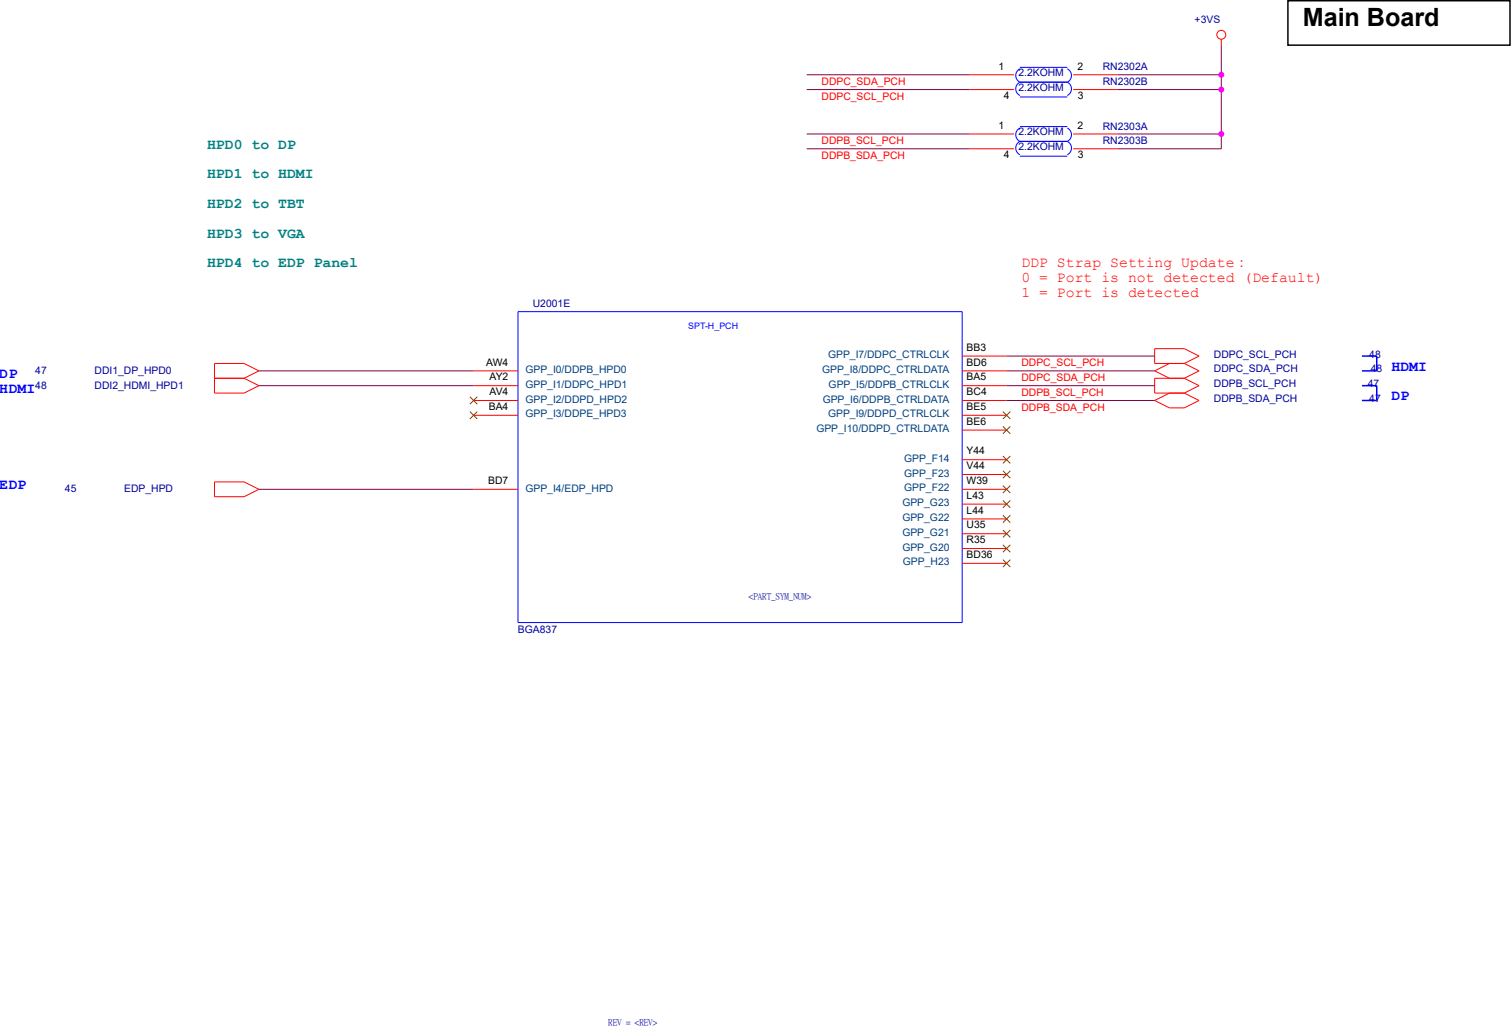 Main Board
+3VS
1 2.2KOHM 2 RN2302A
DDPC_SDA_PCH 2.2KOHM RN2302B
DDPC_SCL_PCH 4 3
1 2.2KOHM 2 RN2303A
DDPB_SCL_PCH 2.2KOHM RN2303B
DDPB_SDA_PCH 4 3
HPD0 to DP
HPD1 to HDMI
HPD2 to TBT
HPD3 to VGA
HPD4 to EDP Panel
DDP Strap Setting Update:
0 = Port is not detected (Default)
1 = Port is detected
U2001E
SPT-H_PCH
DP 47 DDI1_DP_HPD0 AW4 GPP_I0/DDPB_HPD0
HDMI 48 DDI2_HDMI_HPD1 AY2 GPP_I1/DDPC_HPD1
AV4 GPP_I2/DDPD_HPD2
BA4 GPP_I3/DDPE_HPD3
EDP 45 EDP_HPD BD7 GPP_I4/EDP_HPD
GPP_I7/DDPC_CTRLCLK BB3 DDPC_SCL_PCH DDPC_SCL_PCH 48
GPP_I8/DDPC_CTRLDATA BD6 DDPC_SDA_PCH DDPC_SDA_PCH 48 HDMI
GPP_I5/DDPB_CTRLCLK BA5 DDPB_SCL_PCH DDPB_SCL_PCH 47
GPP_I6/DDPB_CTRLDATA BC4 DDPB_SDA_PCH DDPB_SDA_PCH 47 DP
GPP_I9/DDPD_CTRLCLK BE5
GPP_I10/DDPD_CTRLDATA BE6
GPP_F14 Y44
GPP_F23 V44
GPP_F22 W39
GPP_G23 L43
GPP_G22 L44
GPP_G21 U35
GPP_G20 R35
GPP_H23 BD36
<PART_SYM_NUM>
BGA837
REV = <REV>